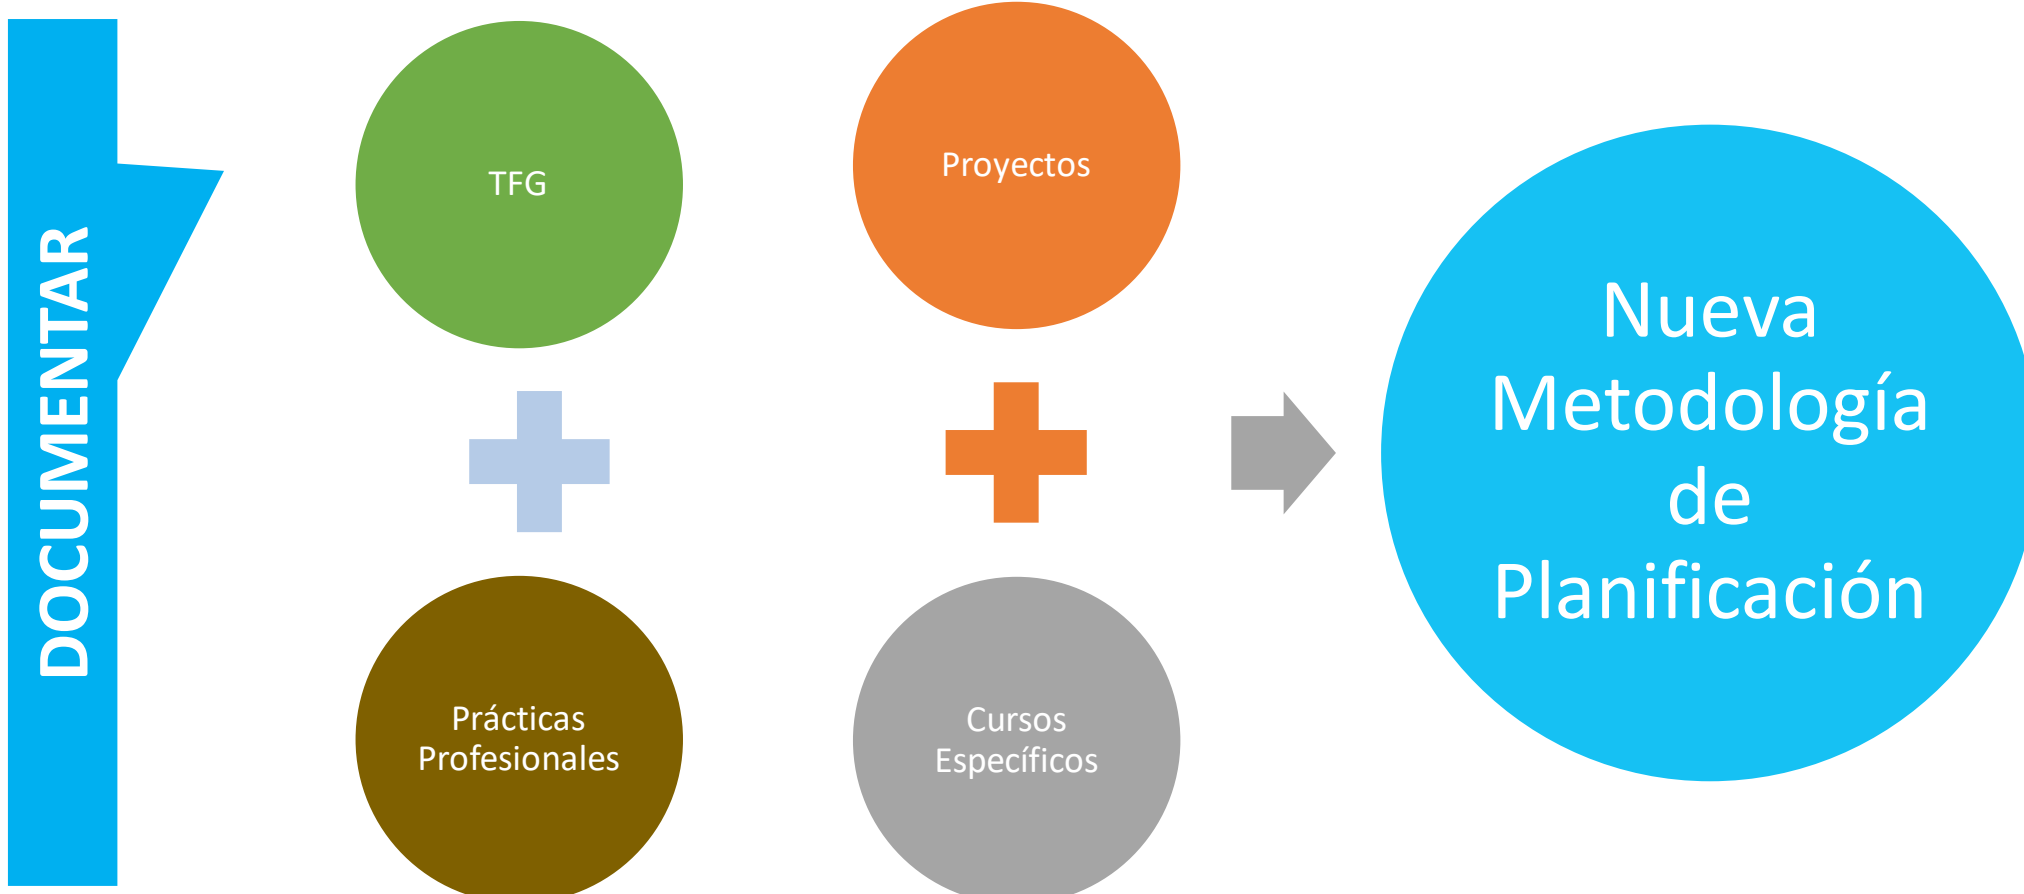 DOCUMENTAR
TFG
Prácticas
Profesionales
Proyectos
Cursos
Específicos
Nueva
Metodología
de
Planificación